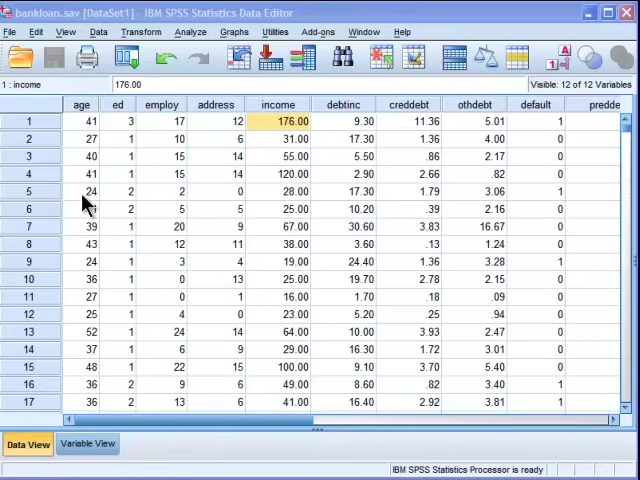 bankloan.sav [DataSet1] - IBM SPSS Statistics Data Editor
File Edit View Data Transform Analyze Graphs Utilities Add-ons Window Help
1 : income 176.00 Visible: 12 of 12 Variables
age ed employ address income debtinc creddebt othdebt default predde
1 41 3 17 12 176.00 9.30 11.36 5.01 1
2 27 1 10 6 31.00 17.30 1.36 4.00 0
3 40 1 15 14 55.00 5.50 .86 2.17 0
4 41 1 15 14 120.00 2.90 2.66 .82 0
5 24 2 2 0 28.00 17.30 1.79 3.06 1
6 2 5 5 25.00 10.20 .39 2.16 0
7 39 1 20 9 67.00 30.60 3.83 16.67 0
8 43 1 12 11 38.00 3.60 .13 1.24 0
9 24 1 3 4 19.00 24.40 1.36 3.28 1
10 36 1 0 13 25.00 19.70 2.78 2.15 0
11 27 1 0 1 16.00 1.70 .18 .09 0
12 25 1 4 0 23.00 5.20 .25 .94 0
13 52 1 24 14 64.00 10.00 3.93 2.47 0
14 37 1 6 9 29.00 16.30 1.72 3.01 0
15 48 1 22 15 100.00 9.10 3.70 5.40 0
16 36 2 9 6 49.00 8.60 .82 3.40 1
17 36 2 13 6 41.00 16.40 2.92 3.81 1
Data View Variable View
IBM SPSS Statistics Processor is ready